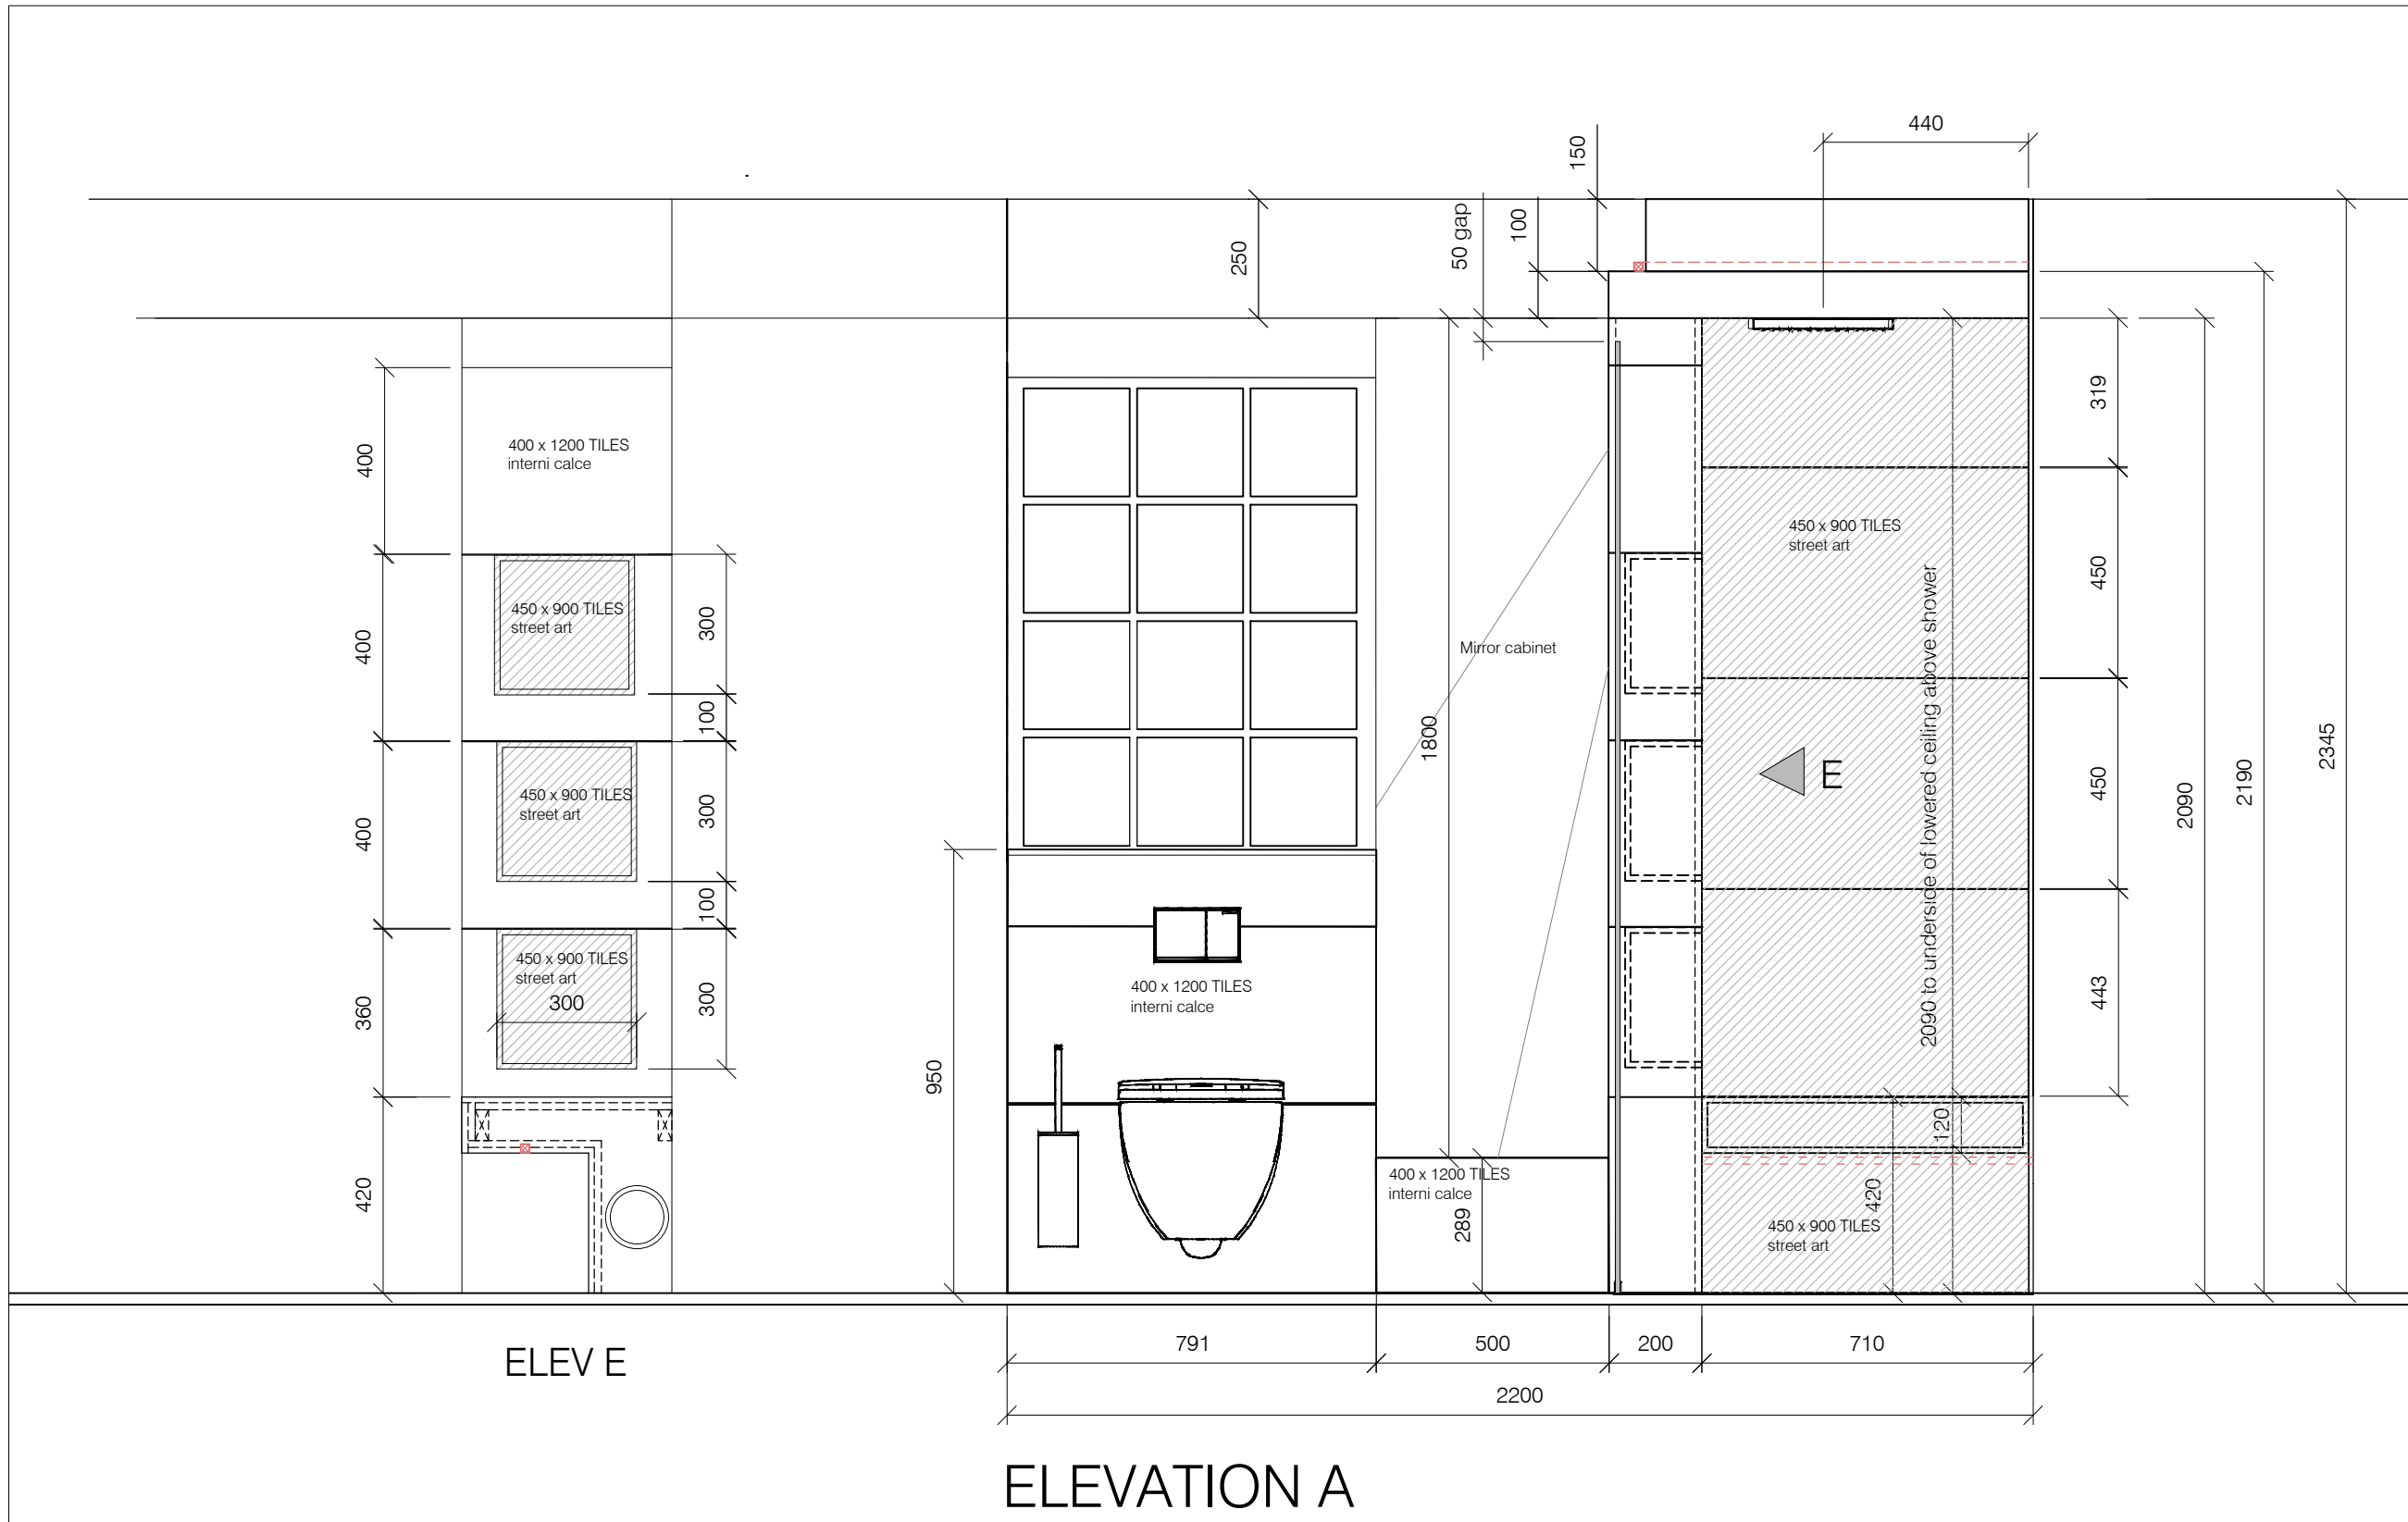 440
150
50 gap
100
250
400
400 x 1200 TILES
interni calce
319
450 x 900 TILES
street art
450
450 x 900 TILES
street art
300
400
Mirror cabinet
2090 to underside of lowered ceiling above shower
100
1800
E
2345
2190
2090
450
450 x 900 TILES
street art
300
400
100
450 x 900 TILES
street art
300
300
360
400 x 1200 TILES
interni calce
443
950
120
400 x 1200 TILES
interni calce
420
289
420
450 x 900 TILES
street art
791
500
200
710
2200
ELEV E
ELEVATION A